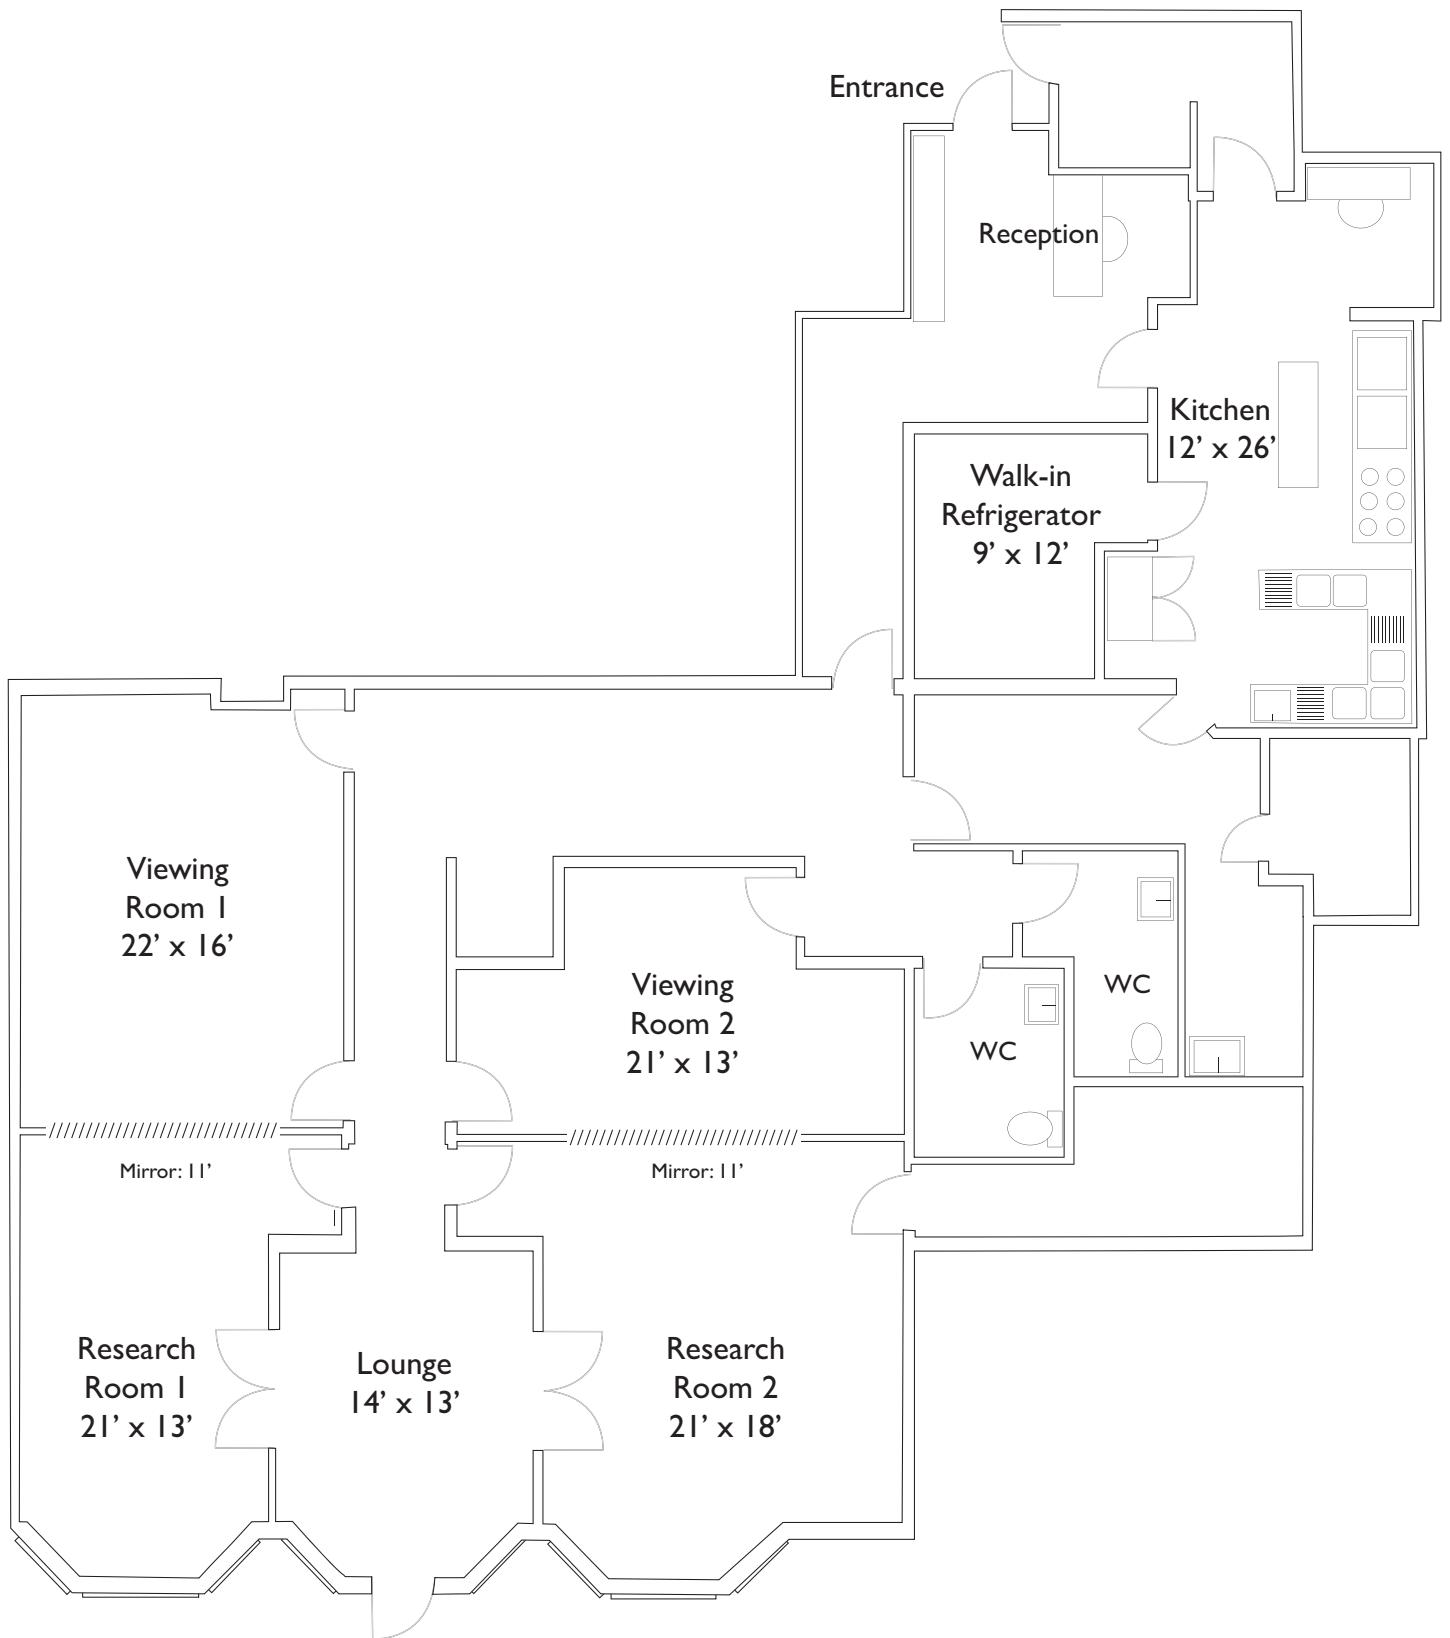 Entrance
Reception
Kitchen
12’ x 26’
Walk-in
Refrigerator
9’ x 12’
Viewing
Room 1
22’ x 16’
Viewing
Room 2
21’ x 13’
WC
WC
Mirror: 11’
Mirror: 11’
Research
Room 1
21’ x 13’
Lounge
14’ x 13’
Research
Room 2
21’ x 18’